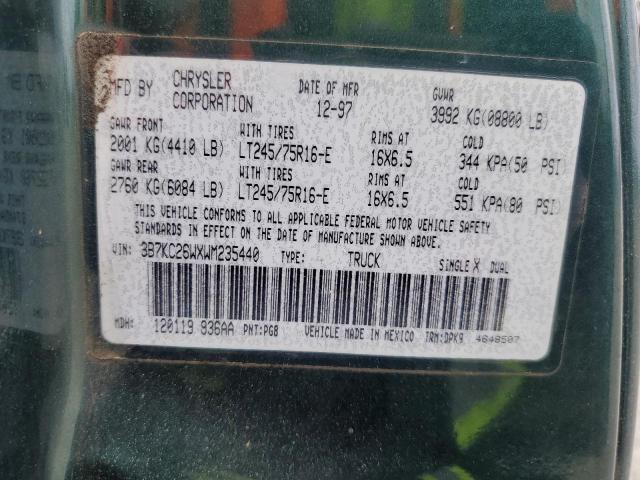 MFD BY CHRYSLER CORPORATION DATE OF MFR 12-97 GVWR 3992 KG(08800 LB)
GAWR FRONT WITH TIRES RIMS AT COLD
2001 KG(4410 LB) LT245/75R16-E 16X6.5 344 KPA(50 PSI)
GAWR REAR WITH TIRES RIMS AT COLD
2760 KG(6084 LB) LT245/75R16-E 16X6.5 551 KPA(80 PSI)
THIS VEHICLE CONFORMS TO ALL APPLICABLE FEDERAL MOTOR VEHICLE SAFETY
STANDARDS IN EFFECT ON THE DATE OF MANUFACTURE SHOWN ABOVE.
VIN: 3B7KC26WXWM235440 TYPE: TRUCK SINGLE X DUAL
MDH: 120119 936AA PNT:PG8 VEHICLE MADE IN MEXICO TRM:DPK9 4648507